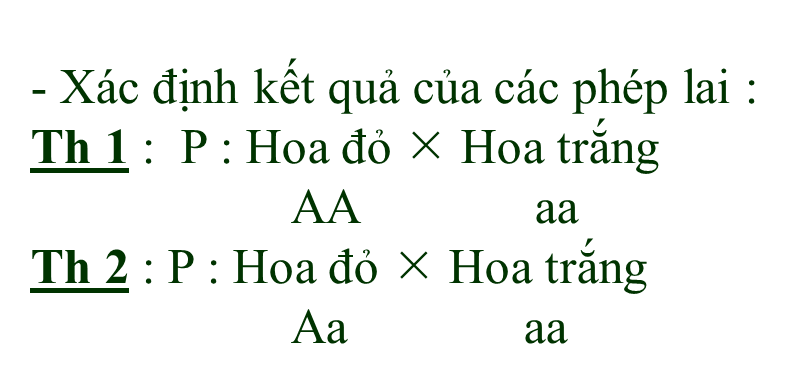 - Xác định kết quả của các phép lai :
Th 1 : P : Hoa đỏ × Hoa trắng
AA aa
Th 2 : P : Hoa đỏ × Hoa trắng
Aa aa